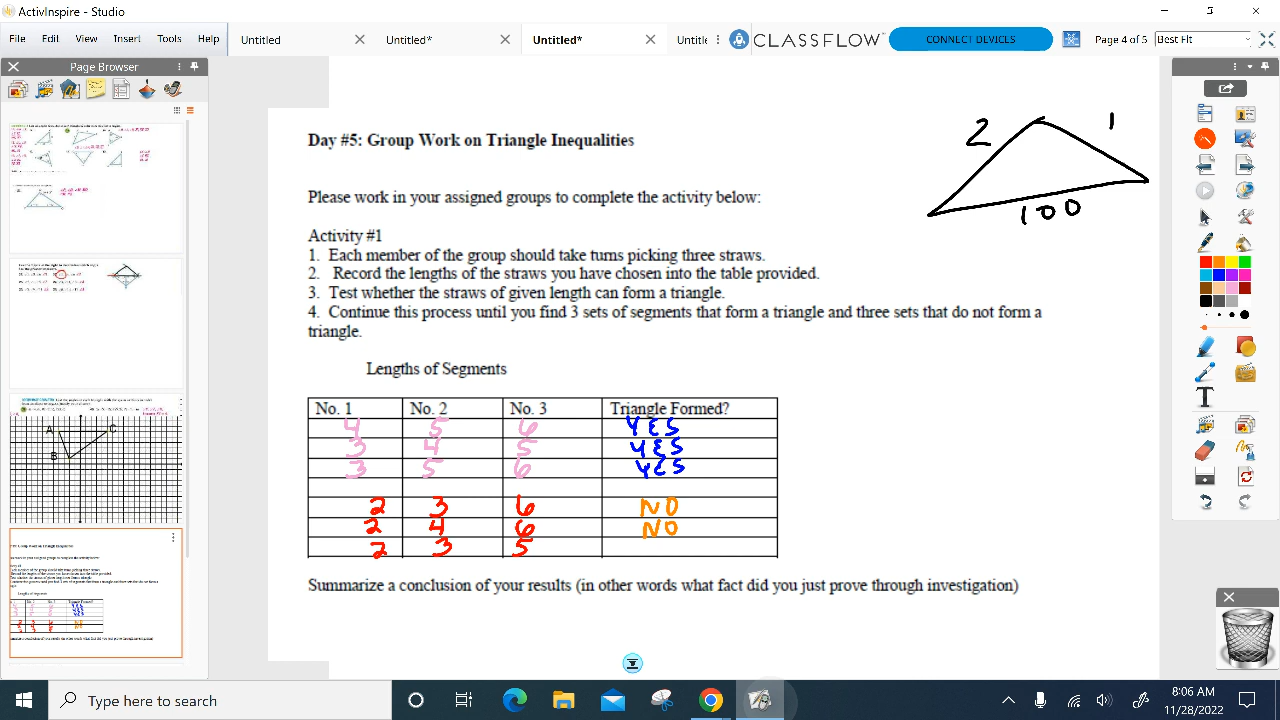 ActivInspire - Studio
File Edit View Insert Tools Help Untitled Untitled* Untitled* CLASSFLOW CONNECT DEVICES Page 4 of 5 Best Fit
Page Browser
2 1
100
Day #5: Group Work on Triangle Inequalities
Please work in your assigned groups to complete the activity below:
Activity #1
1. Each member of the group should take turns picking three straws.
2. Record the lengths of the straws you have chosen into the table provided.
3. Test whether the straws of given length can form a triangle.
4. Continue this process until you find 3 sets of segments that form a triangle and three sets that do not form a
triangle.
Lengths of Segments
No. 1 No. 2 No. 3 Triangle Formed?
4 5 6 YES
3 4 5 YES
3 5 6 YES
2 3 6 NO
2 4 6 NO
2 3 5
Summarize a conclusion of your results (in other words what fact did you just prove through investigation)
A C
B
Type here to search
8:06 AM
11/28/2022